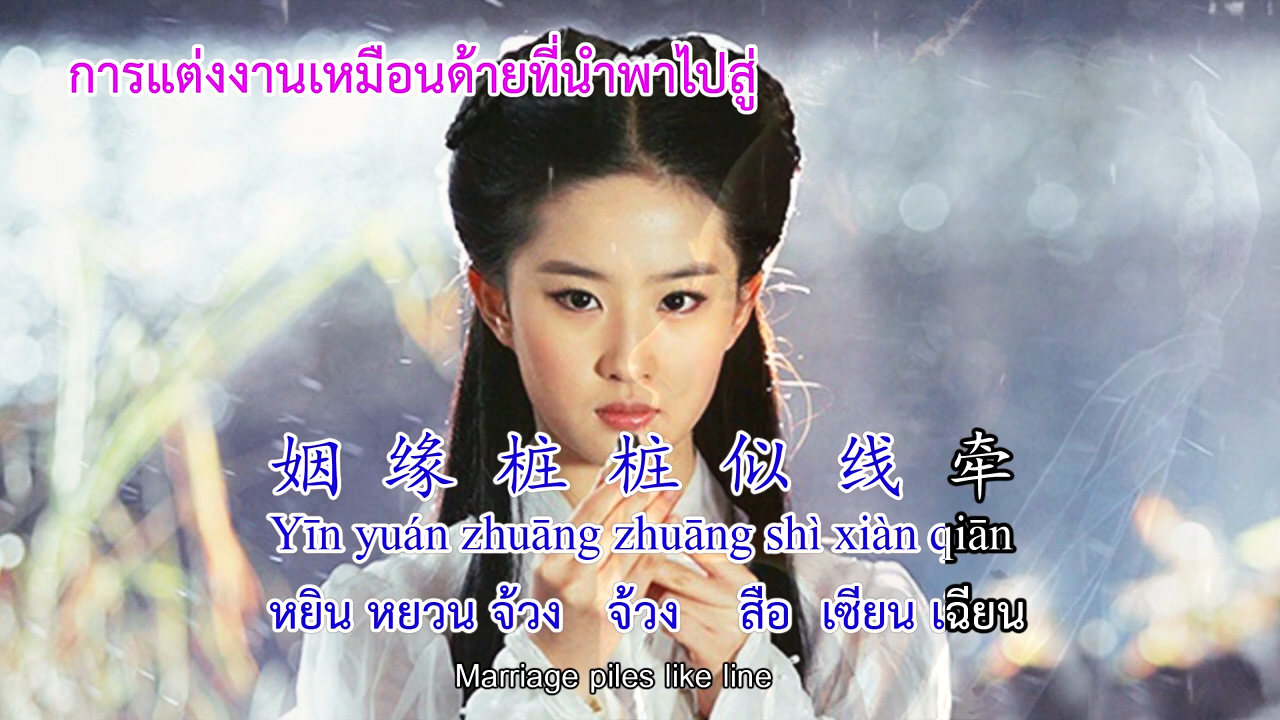 การแต่งงานเหมือนด้ายที่นำพาไปสู่
姻 缘 桩 桩 似 线 牵
Yīn yuán zhuāng zhuāng shì xiàn qiān
หยิน หยวน จ้วง จ้วง สือ เซียน เฉียน
Marriage piles like line